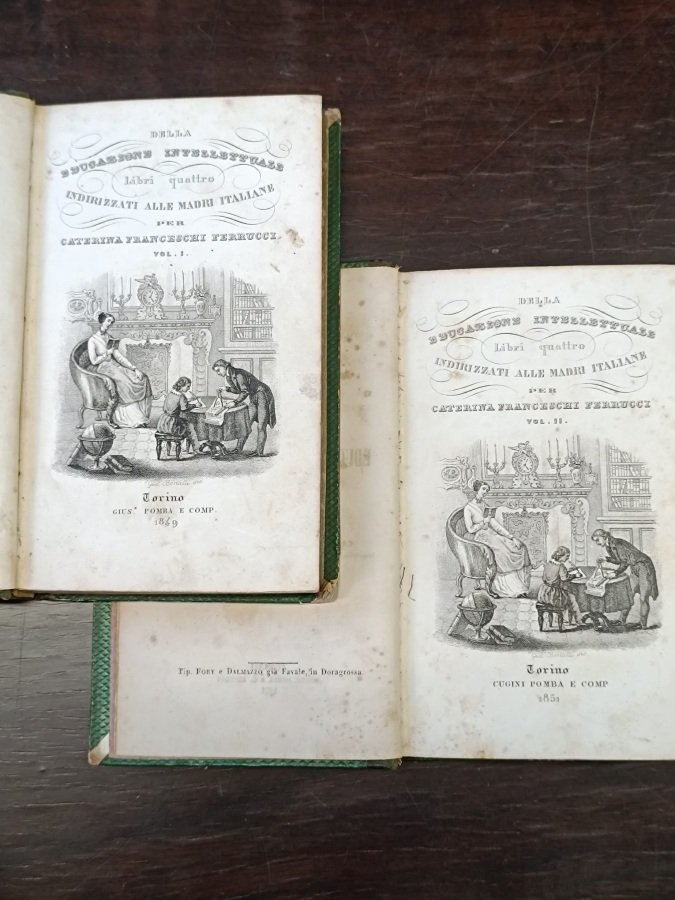 DELLA
EDUCAZIONE INTELLETTUALE
Libri quattro
INDIRIZZATI ALLE MADRI ITALIANE
PER
CATERINA FRANCESCHI FERRUCCI.
VOL. I.
Torino
GIUS.e POMBA E COMP.
1849
Tip. FORY e DALMAZZO già Favale, in Doragrossa.
DELLA
EDUCAZIONE INTELLETTUALE
Libri quattro
INDIRIZZATI ALLE MADRI ITALIANE
PER
CATERINA FRANCESCHI FERRUCCI
VOL. II.
Torino
CUGINI POMBA E COMP
1851